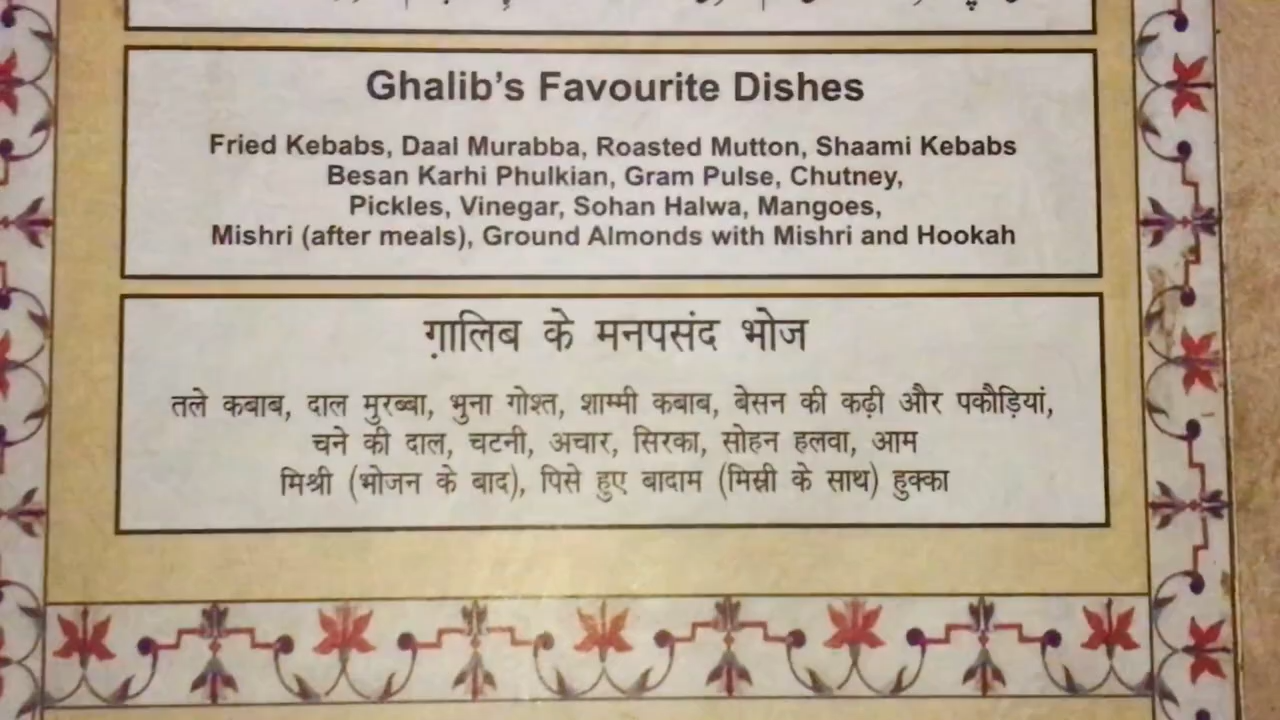 Ghalib's Favourite Dishes
Fried Kebabs, Daal Murabba, Roasted Mutton, Shaami Kebabs
Besan Karhi Phulkian, Gram Pulse, Chutney,
Pickles, Vinegar, Sohan Halwa, Mangoes,
Mishri (after meals), Ground Almonds with Mishri and Hookah
ग़ालिब के मनपसंद भोज
तले कबाब, दाल मुरब्बा, भुना गोश्त, शाम्मी कबाब, बेसन की कढ़ी और पकौड़ियां,
चने की दाल, चटनी, अचार, सिरका, सोहन हलवा, आम
मिश्री (भोजन के बाद), पिसे हुए बादाम (मिस्री के साथ) हुक्का